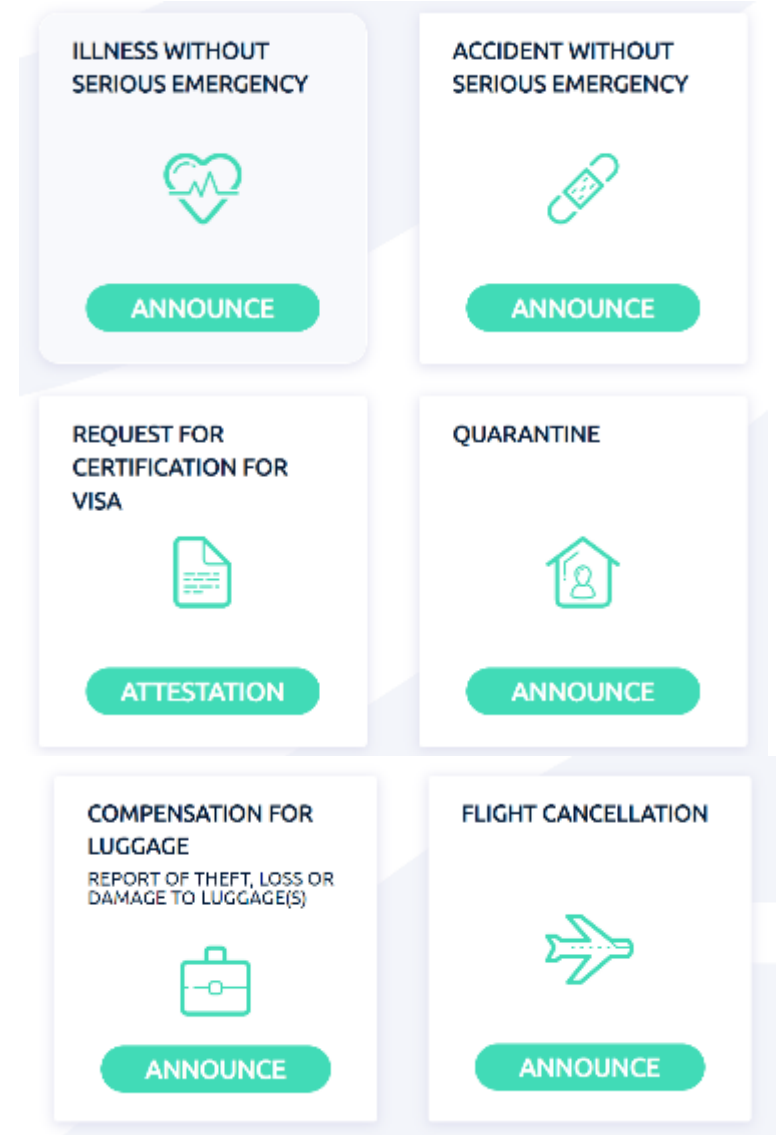 ILLNESS WITHOUT
SERIOUS EMERGENCY
ANNOUNCE
ACCIDENT WITHOUT
SERIOUS EMERGENCY
ANNOUNCE
REQUEST FOR
CERTIFICATION FOR
VISA
ATTESTATION
QUARANTINE
ANNOUNCE
COMPENSATION FOR
LUGGAGE
REPORT OF THEFT, LOSS OR
DAMAGE TO LUGGAGE(S)
ANNOUNCE
FLIGHT CANCELLATION
ANNOUNCE